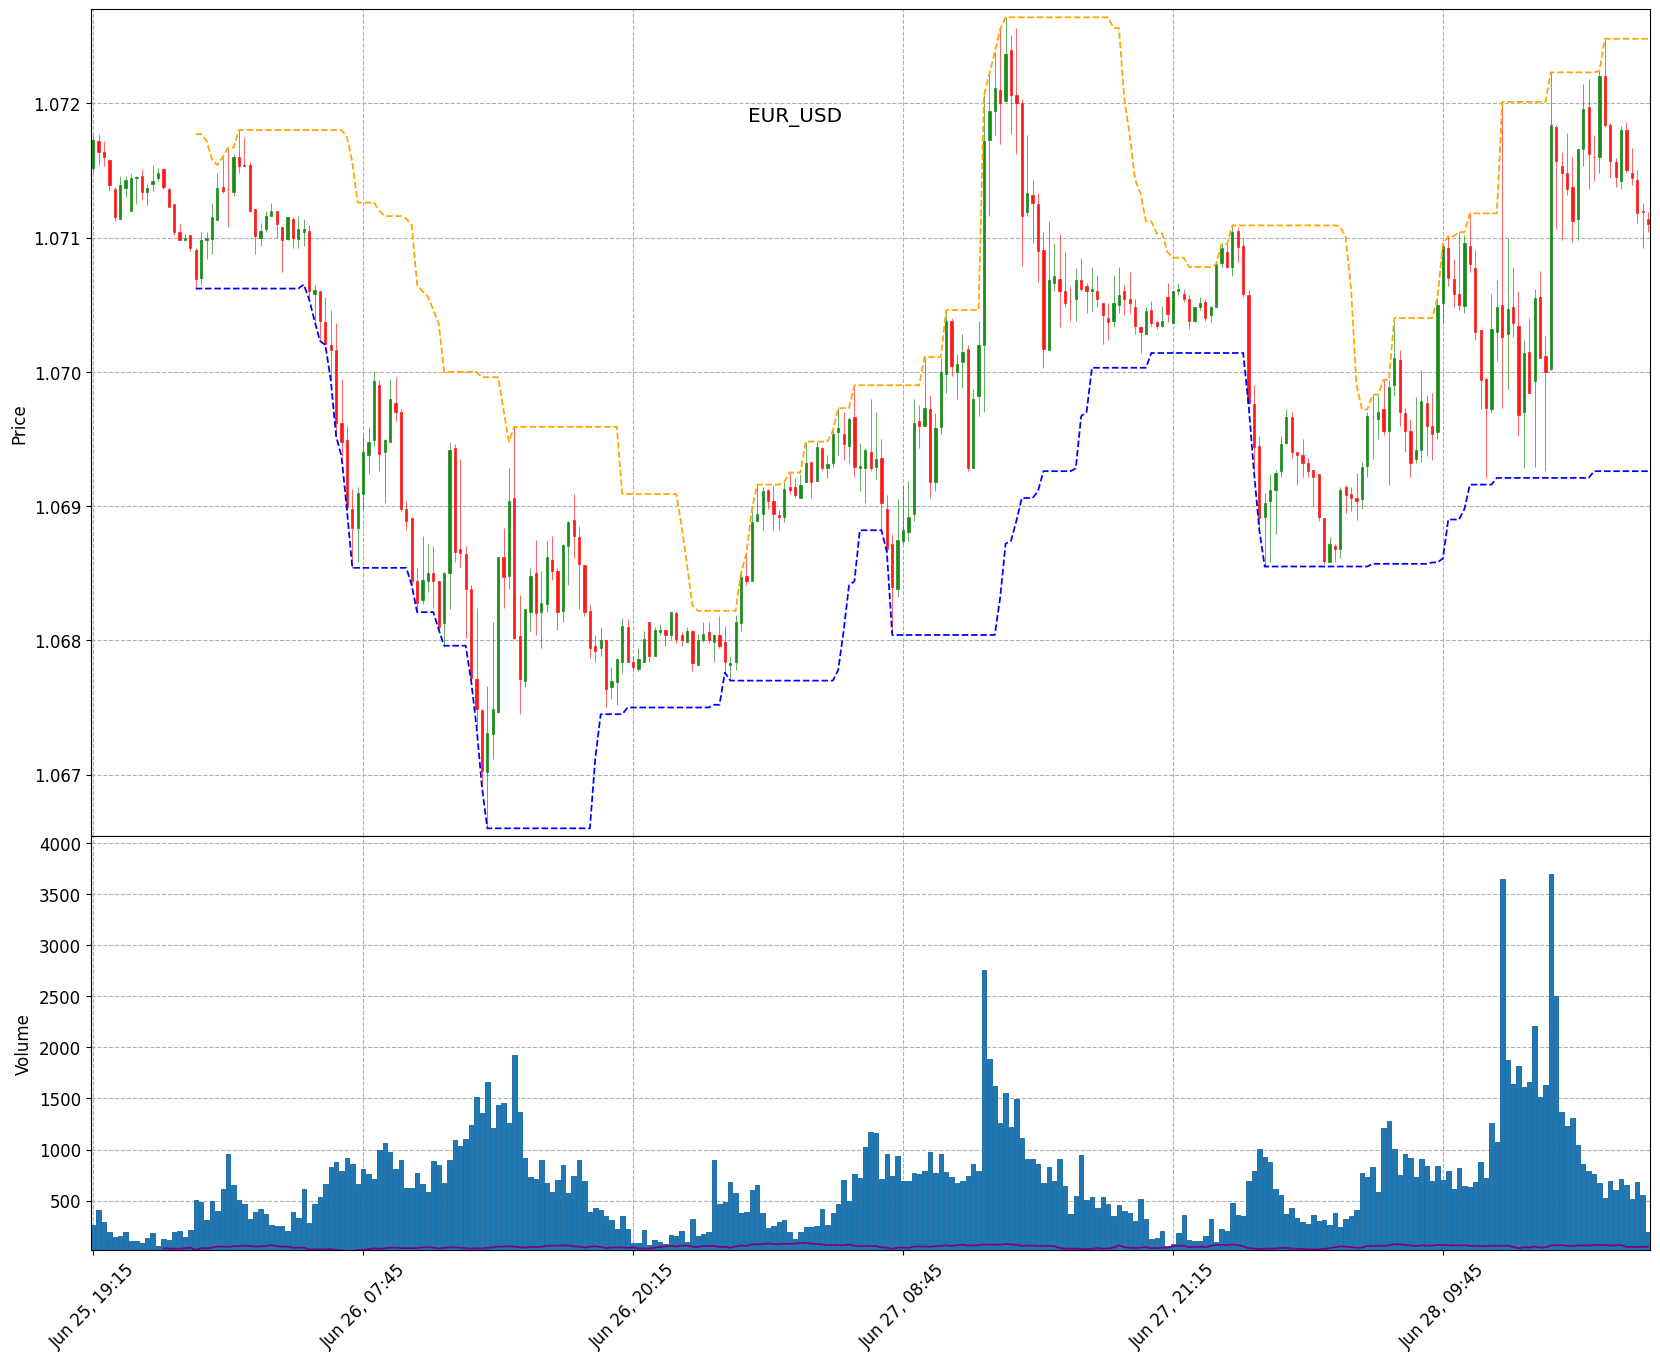 EUR_USD
Price
1.072
1.071
1.070
1.069
1.068
1.067
Volume
4000
3500
3000
2500
2000
1500
1000
500
Jun 25, 19:15
Jun 26, 07:45
Jun 26, 20:15
Jun 27, 08:45
Jun 27, 21:15
Jun 28, 09:45